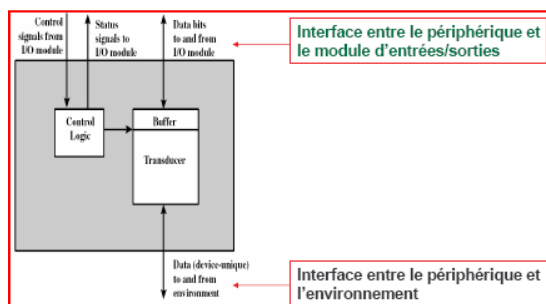 Control
signals from
I/O module
Status
signals to
I/O module
Data bits
to and from
I/O module
Interface entre le périphérique et
le module d'entrées/sorties
Control
Logic
Buffer
Transducer
Data (device-unique)
to and from
environment
Interface entre le périphérique et
l'environnement